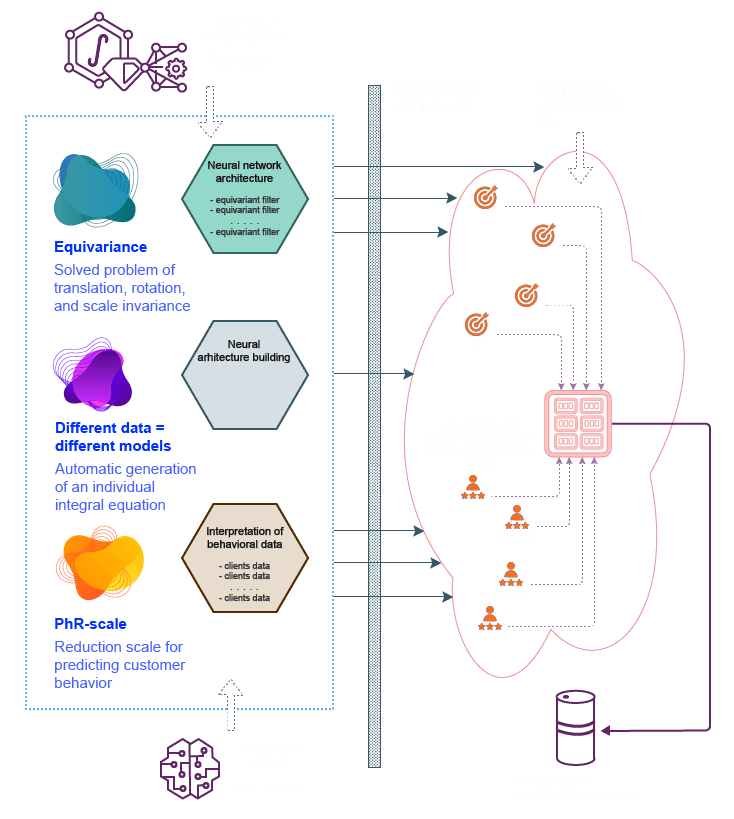 Neural network
architecture
- equivariant filter
- equivariant filter
. . . . .
- equivariant filter
Equivariance
Solved problem of
translation, rotation,
and scale invariance
Neural
arhitecture building
Different data =
different models
Automatic generation
of an individual
integral equation
Interpretation of
behavioral data
- clients data
- clients data
. . . . .
- clients data
PhR-scale
Reduction scale for
predicting customer
behavior